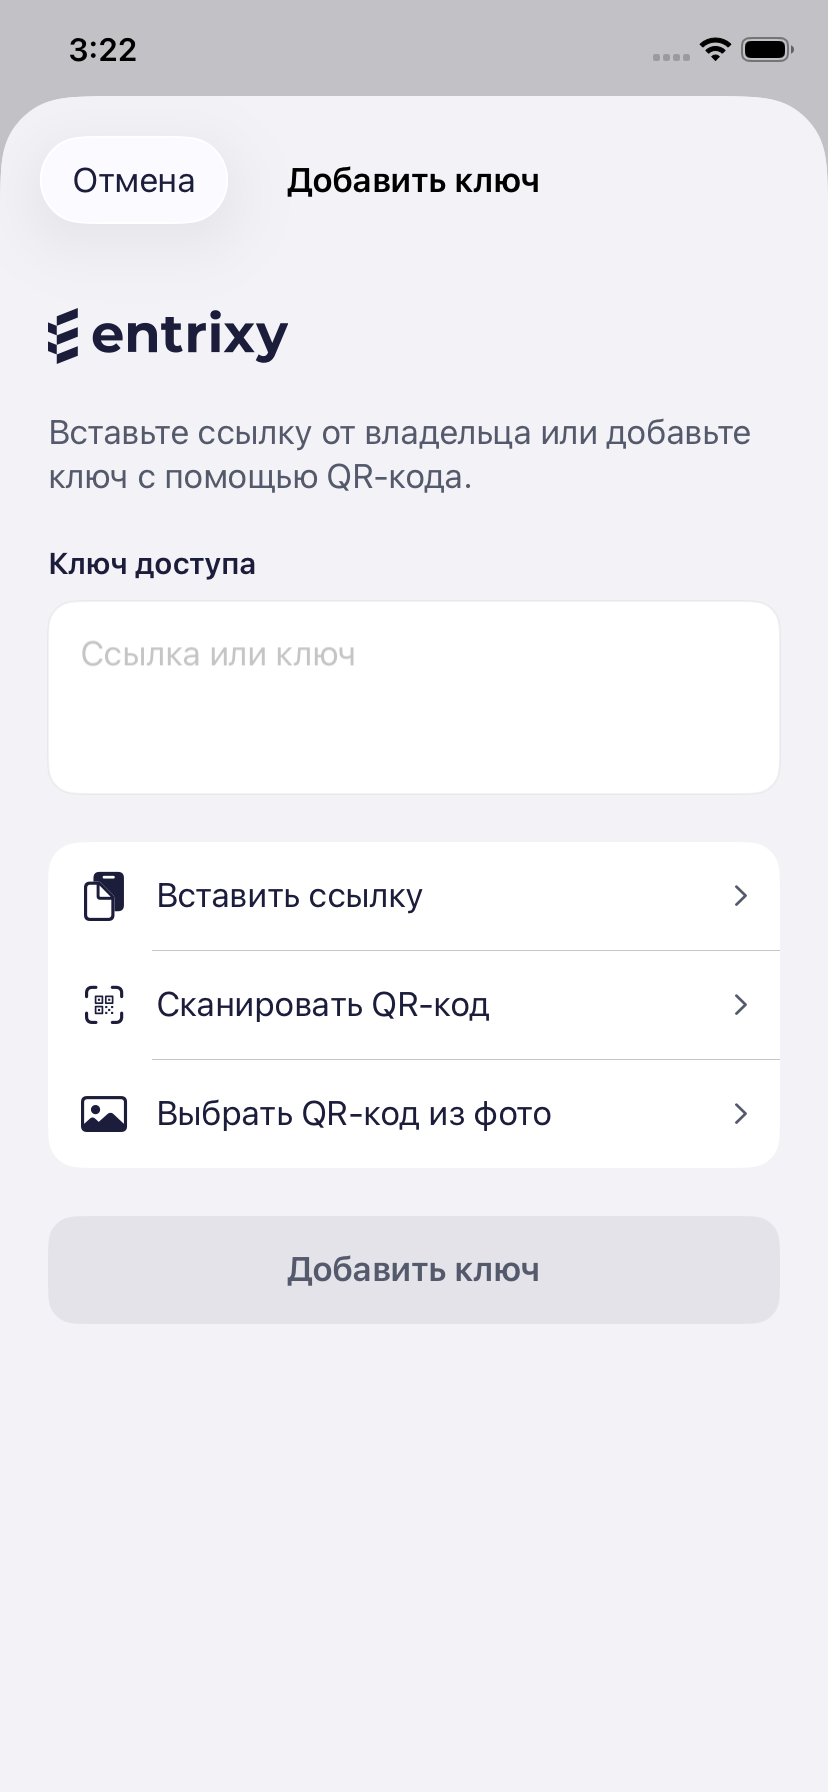 3:22
Отмена
Добавить ключ
entrixy
Вставьте ссылку от владельца или добавьте
ключ с помощью QR-кода.
Ключ доступа
Ссылка или ключ
Вставить ссылку
Сканировать QR-код
Выбрать QR-код из фото
Добавить ключ